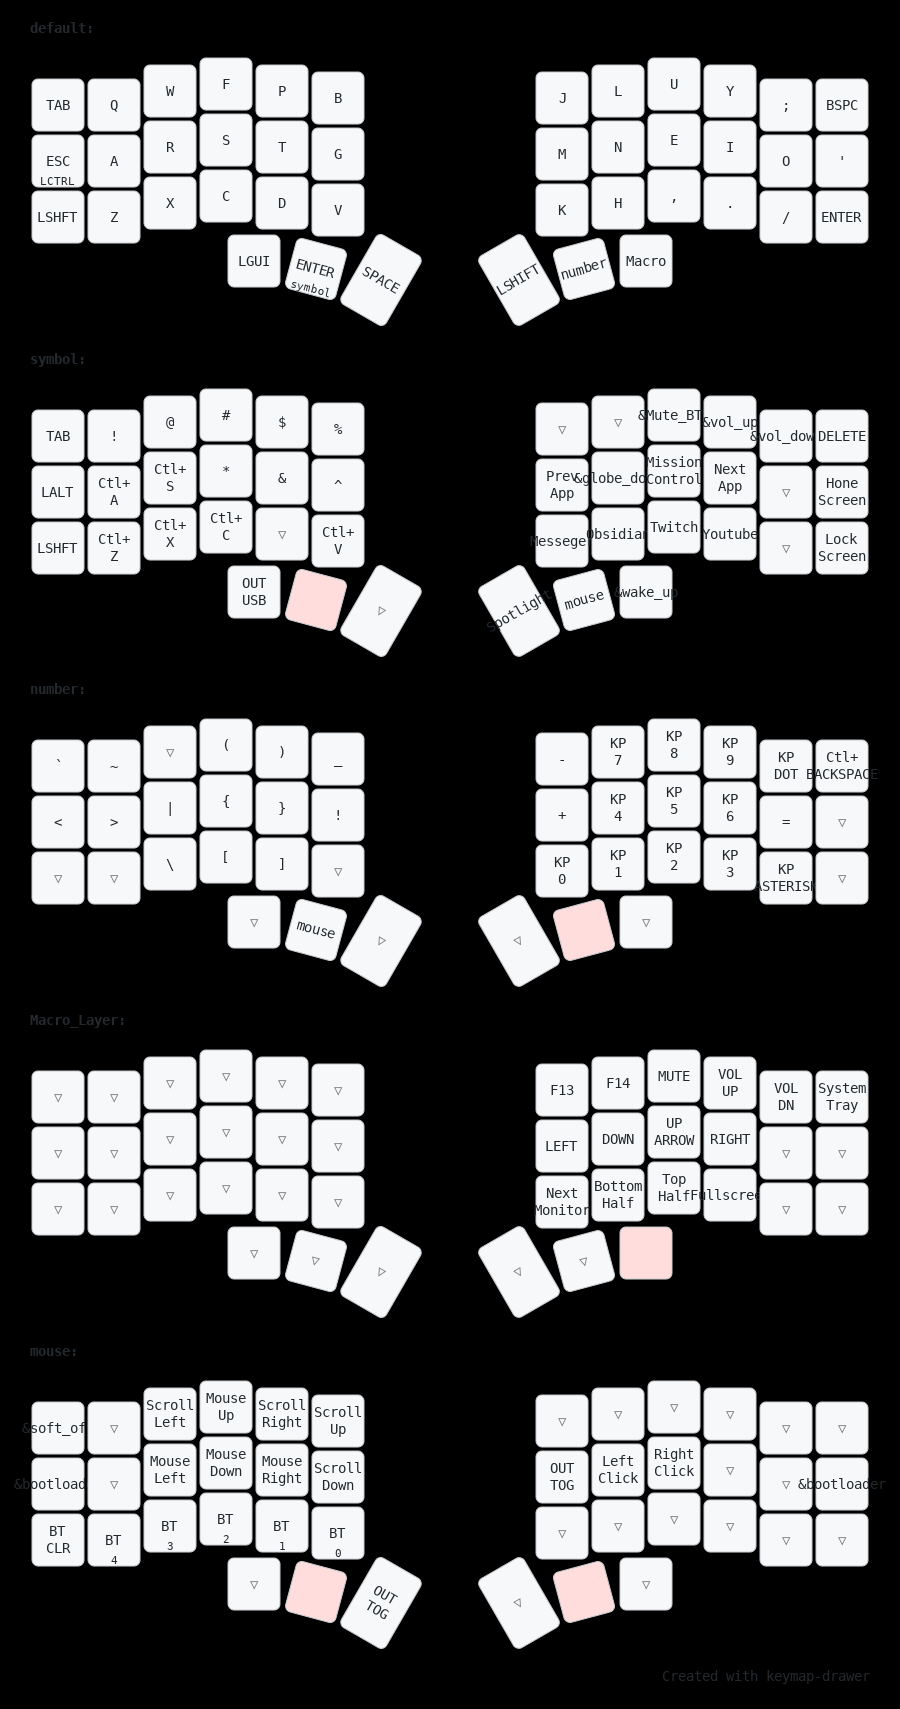 default:
TAB Q W F P B J L U Y ; BSPC
ESC A R S T G M N E I O '
LCTRL
LSHFT Z X C D V K H , . / ENTER
LGUI ENTER SPACE LSHIFT number Macro
symbol
symbol:
TAB ! @ # $ % ▽ ▽ &Mute_BT &vol_up &vol_dow DELETE
LALT Ctl+ A Ctl+ S * & ^ Prev App &globe_do Mission Control Next App ▽ Hone Screen
LSHFT Ctl+ Z Ctl+ X Ctl+ C ▽ Ctl+ V Messege Obsidian Twitch Youtube ▽ Lock Screen
OUT USB ▽ Spotlight mouse &wake_up
number:
` ~ ▽ ( ) _ - KP 7 KP 8 KP 9 KP DOT Ctl+ BACKSPACE
< > | { } ! + KP 4 KP 5 KP 6 = ▽
▽ ▽ \ [ ] ▽ KP 0 KP 1 KP 2 KP 3 KP ASTERISK ▽
▽ mouse ▽ ▽ ▽
Macro_Layer:
▽ ▽ ▽ ▽ ▽ ▽ F13 F14 MUTE VOL UP VOL DN System Tray
▽ ▽ ▽ ▽ ▽ ▽ LEFT DOWN UP ARROW RIGHT ▽ ▽
▽ ▽ ▽ ▽ ▽ ▽ Next Monitor Bottom Half Top Half Fullscree ▽ ▽
▽ ▽ ▽ ▽ ▽
mouse:
&soft_of ▽ Scroll Left Mouse Up Scroll Right Scroll Up ▽ ▽ ▽ ▽ ▽ ▽
&bootload ▽ Mouse Left Mouse Down Mouse Right Scroll Down OUT TOG Left Click Right Click ▽ ▽ &bootloader
BT CLR BT 4 BT 3 BT 2 BT 1 BT 0 ▽ ▽ ▽ ▽ ▽ ▽
▽ OUT TOG ▽ ▽
Created with keymap-drawer